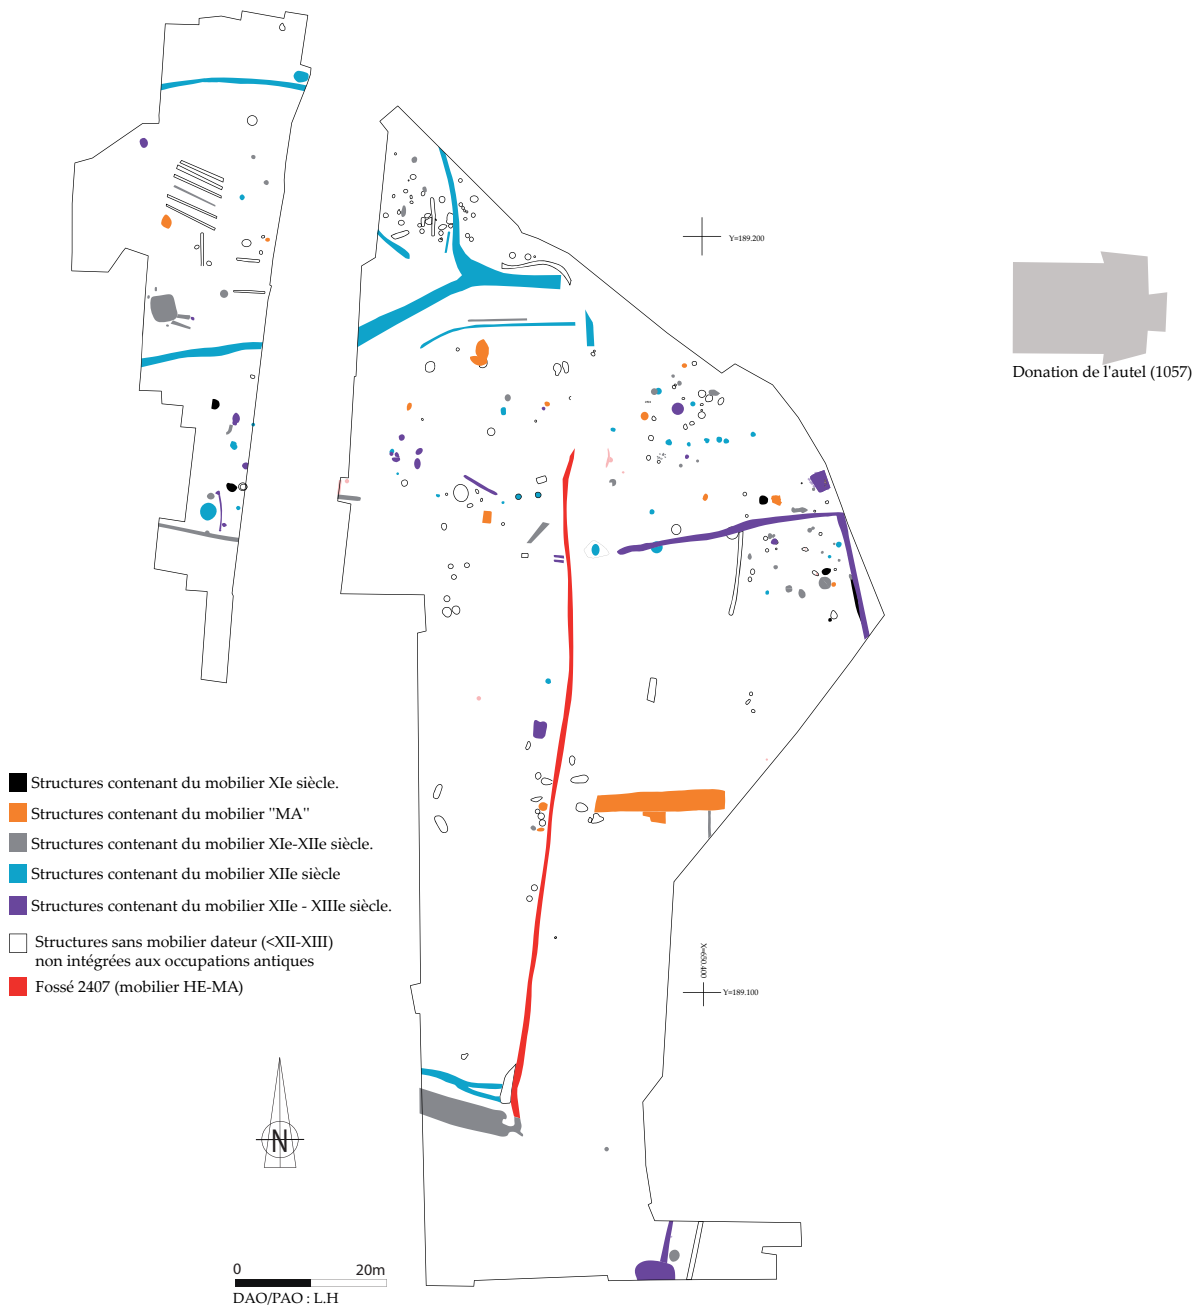 Y=189.200
Donation de l'autel (1057)
Structures contenant du mobilier XIe siècle.
Structures contenant du mobilier "MA"
Structures contenant du mobilier XIe-XIIe siècle.
Structures contenant du mobilier XIIe siècle
Structures contenant du mobilier XIIe - XIIIe siècle.
Structures sans mobilier dateur (<XII-XIII)
non intégrées aux occupations antiques
Fossé 2407 (mobilier HE-MA)
X=650.400
Y=189.100
N
0 20m
DAO/PAO : L.H